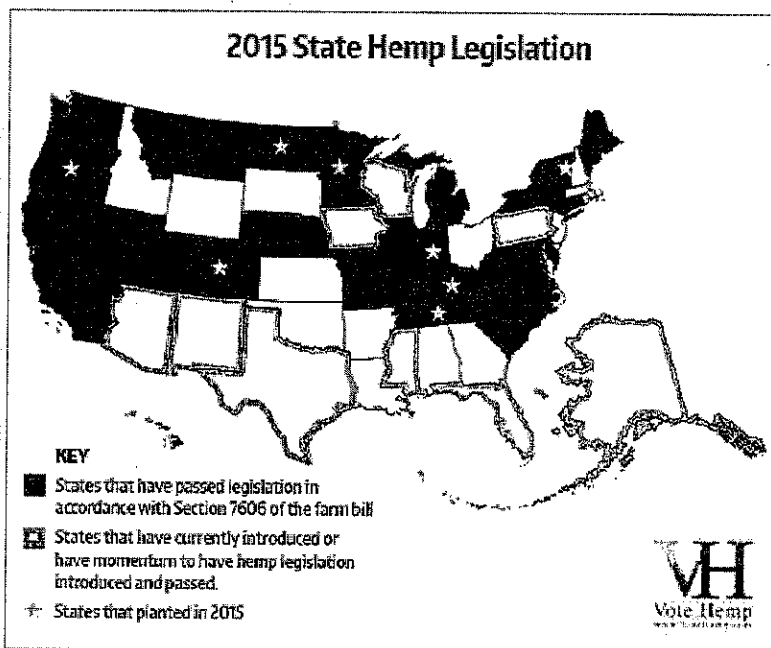 2015 State Hemp Legislation
KEY
States that have passed legislation in
accordance with Section 7606 of the farm bill
States that have currently introduced or
have momentum to have hemp legislation
introduced and passed.
States that planted in 2015
VH
Vote Hemp